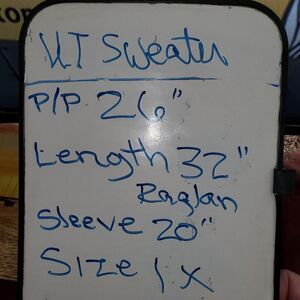 UT Sweater
P/P 26"
Length 32"
Raglan
Sleeve 20"
Size 1X